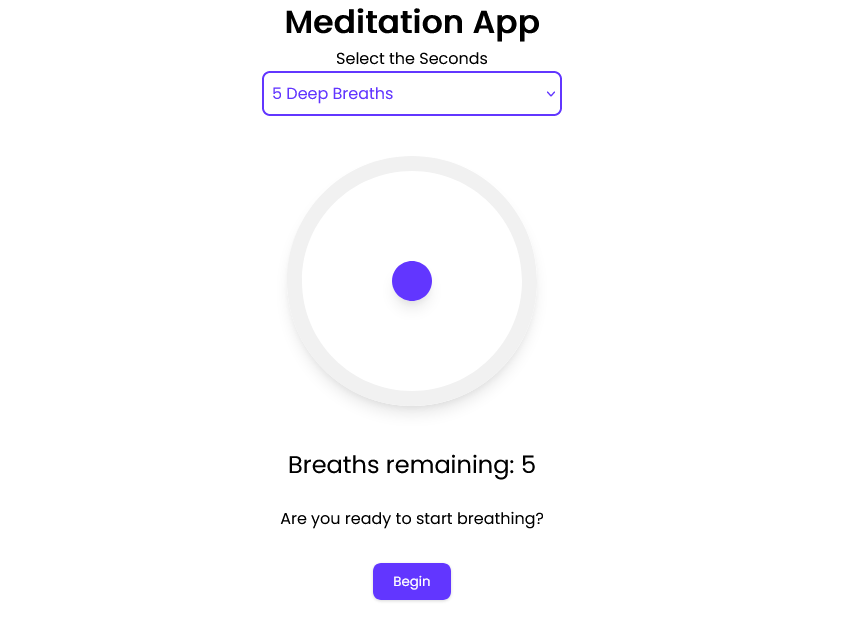 Meditation App
Select the Seconds
5 Deep Breaths
Breaths remaining: 5
Are you ready to start breathing?
Begin